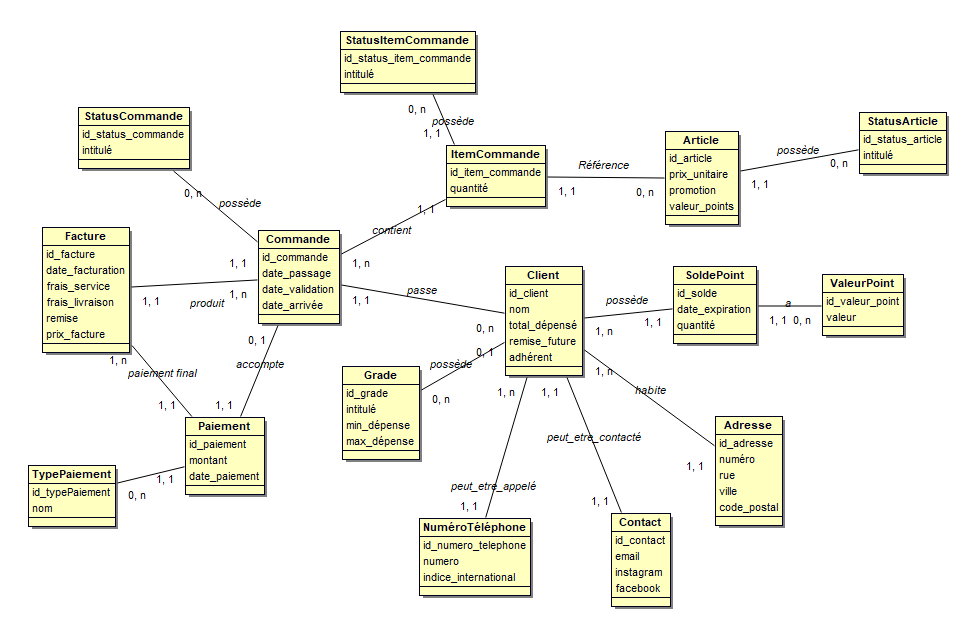 StatusItemCommande
id_status_item_commande
intitulé
0, n
possède
1, 1
StatusCommande
id_status_commande
intitulé
0, n
possède
1, 1
ItemCommande
id_item_commande
quantité
1, 1
contient
1, n
Référence
1, 1
0, n
Article
id_article
prix_unitaire
promotion
valeur_points
possède
1, 1
0, n
StatusArticle
id_status_article
intitulé
Facture
id_facture
date_facturation
frais_service
frais_livraison
remise
prix_facture
1, 1
produit
1, n
Commande
id_commande
date_passage
date_validation
date_arrivée
1, 1
passe
0, n
Client
id_client
nom
total_dépensé
remise_future
adhérent
possède
1, n
1, 1
SoldePoint
id_solde
date_expiration
quantité
a
1, 1
0, n
ValeurPoint
id_valeur_point
valeur
1, n
paiement final
1, 1
0, 1
accompte
1, 1
Paiement
id_paiement
montant
date_paiement
1, 1
0, n
TypePaiement
id_typePaiement
nom
0, 1
possède
0, n
Grade
id_grade
intitulé
min_dépense
max_dépense
1, n
peut_etre_appelé
1, 1
NuméroTéléphone
id_numero_telephone
numero
indice_international
1, 1
peut_etre_contacté
1, 1
Contact
id_contact
email
instagram
facebook
1, n
habite
1, 1
Adresse
id_adresse
numéro
rue
ville
code_postal